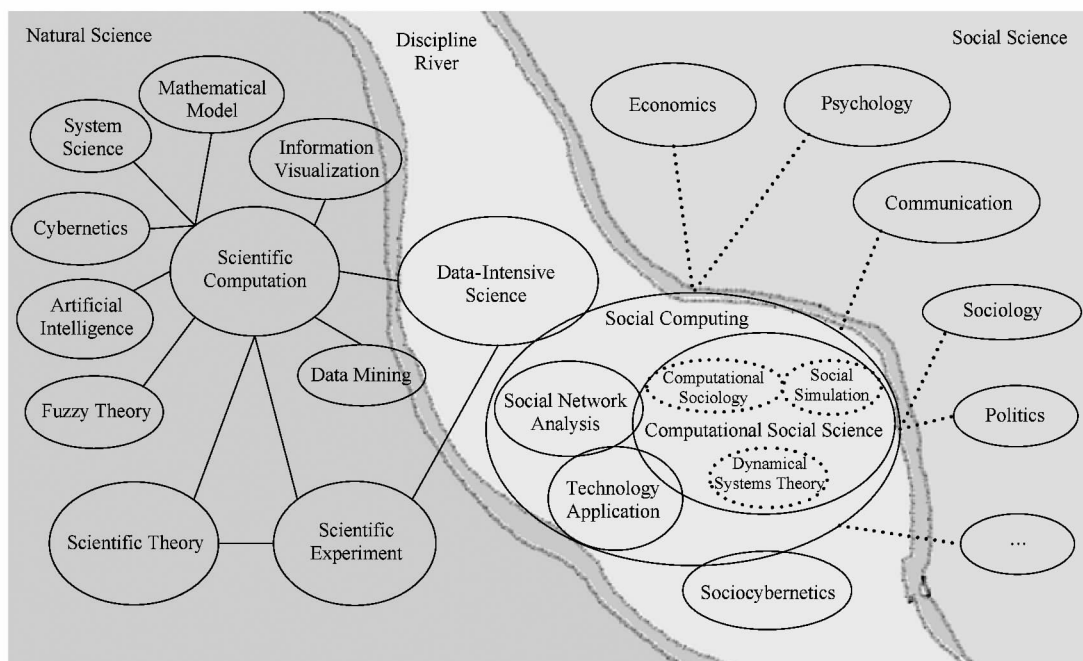 Natural Science
Discipline
River
Social Science
Mathematical
Model
System
Science
Information
Visualization
Cybernetics
Scientific
Computation
Artificial
Intelligence
Fuzzy Theory
Data Mining
Scientific Theory
Scientific
Experiment
Data-Intensive
Science
Economics
Psychology
Communication
Sociology
Politics
...
Social Computing
Computational
Sociology
Social
Simulation
Social Network
Analysis
Computational Social Science
Dynamical
Systems Theory
Technology
Application
Sociocybernetics